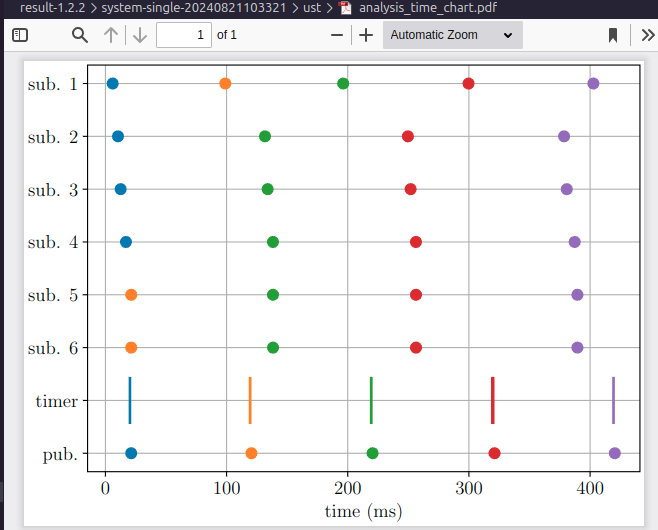 result-1.2.2 > system-single-20240821103321 > ust > analysis_time_chart.pdf
1 of 1 Automatic Zoom
sub. 1
sub. 2
sub. 3
sub. 4
sub. 5
sub. 6
timer
pub.
0 100 200 300 400
time (ms)